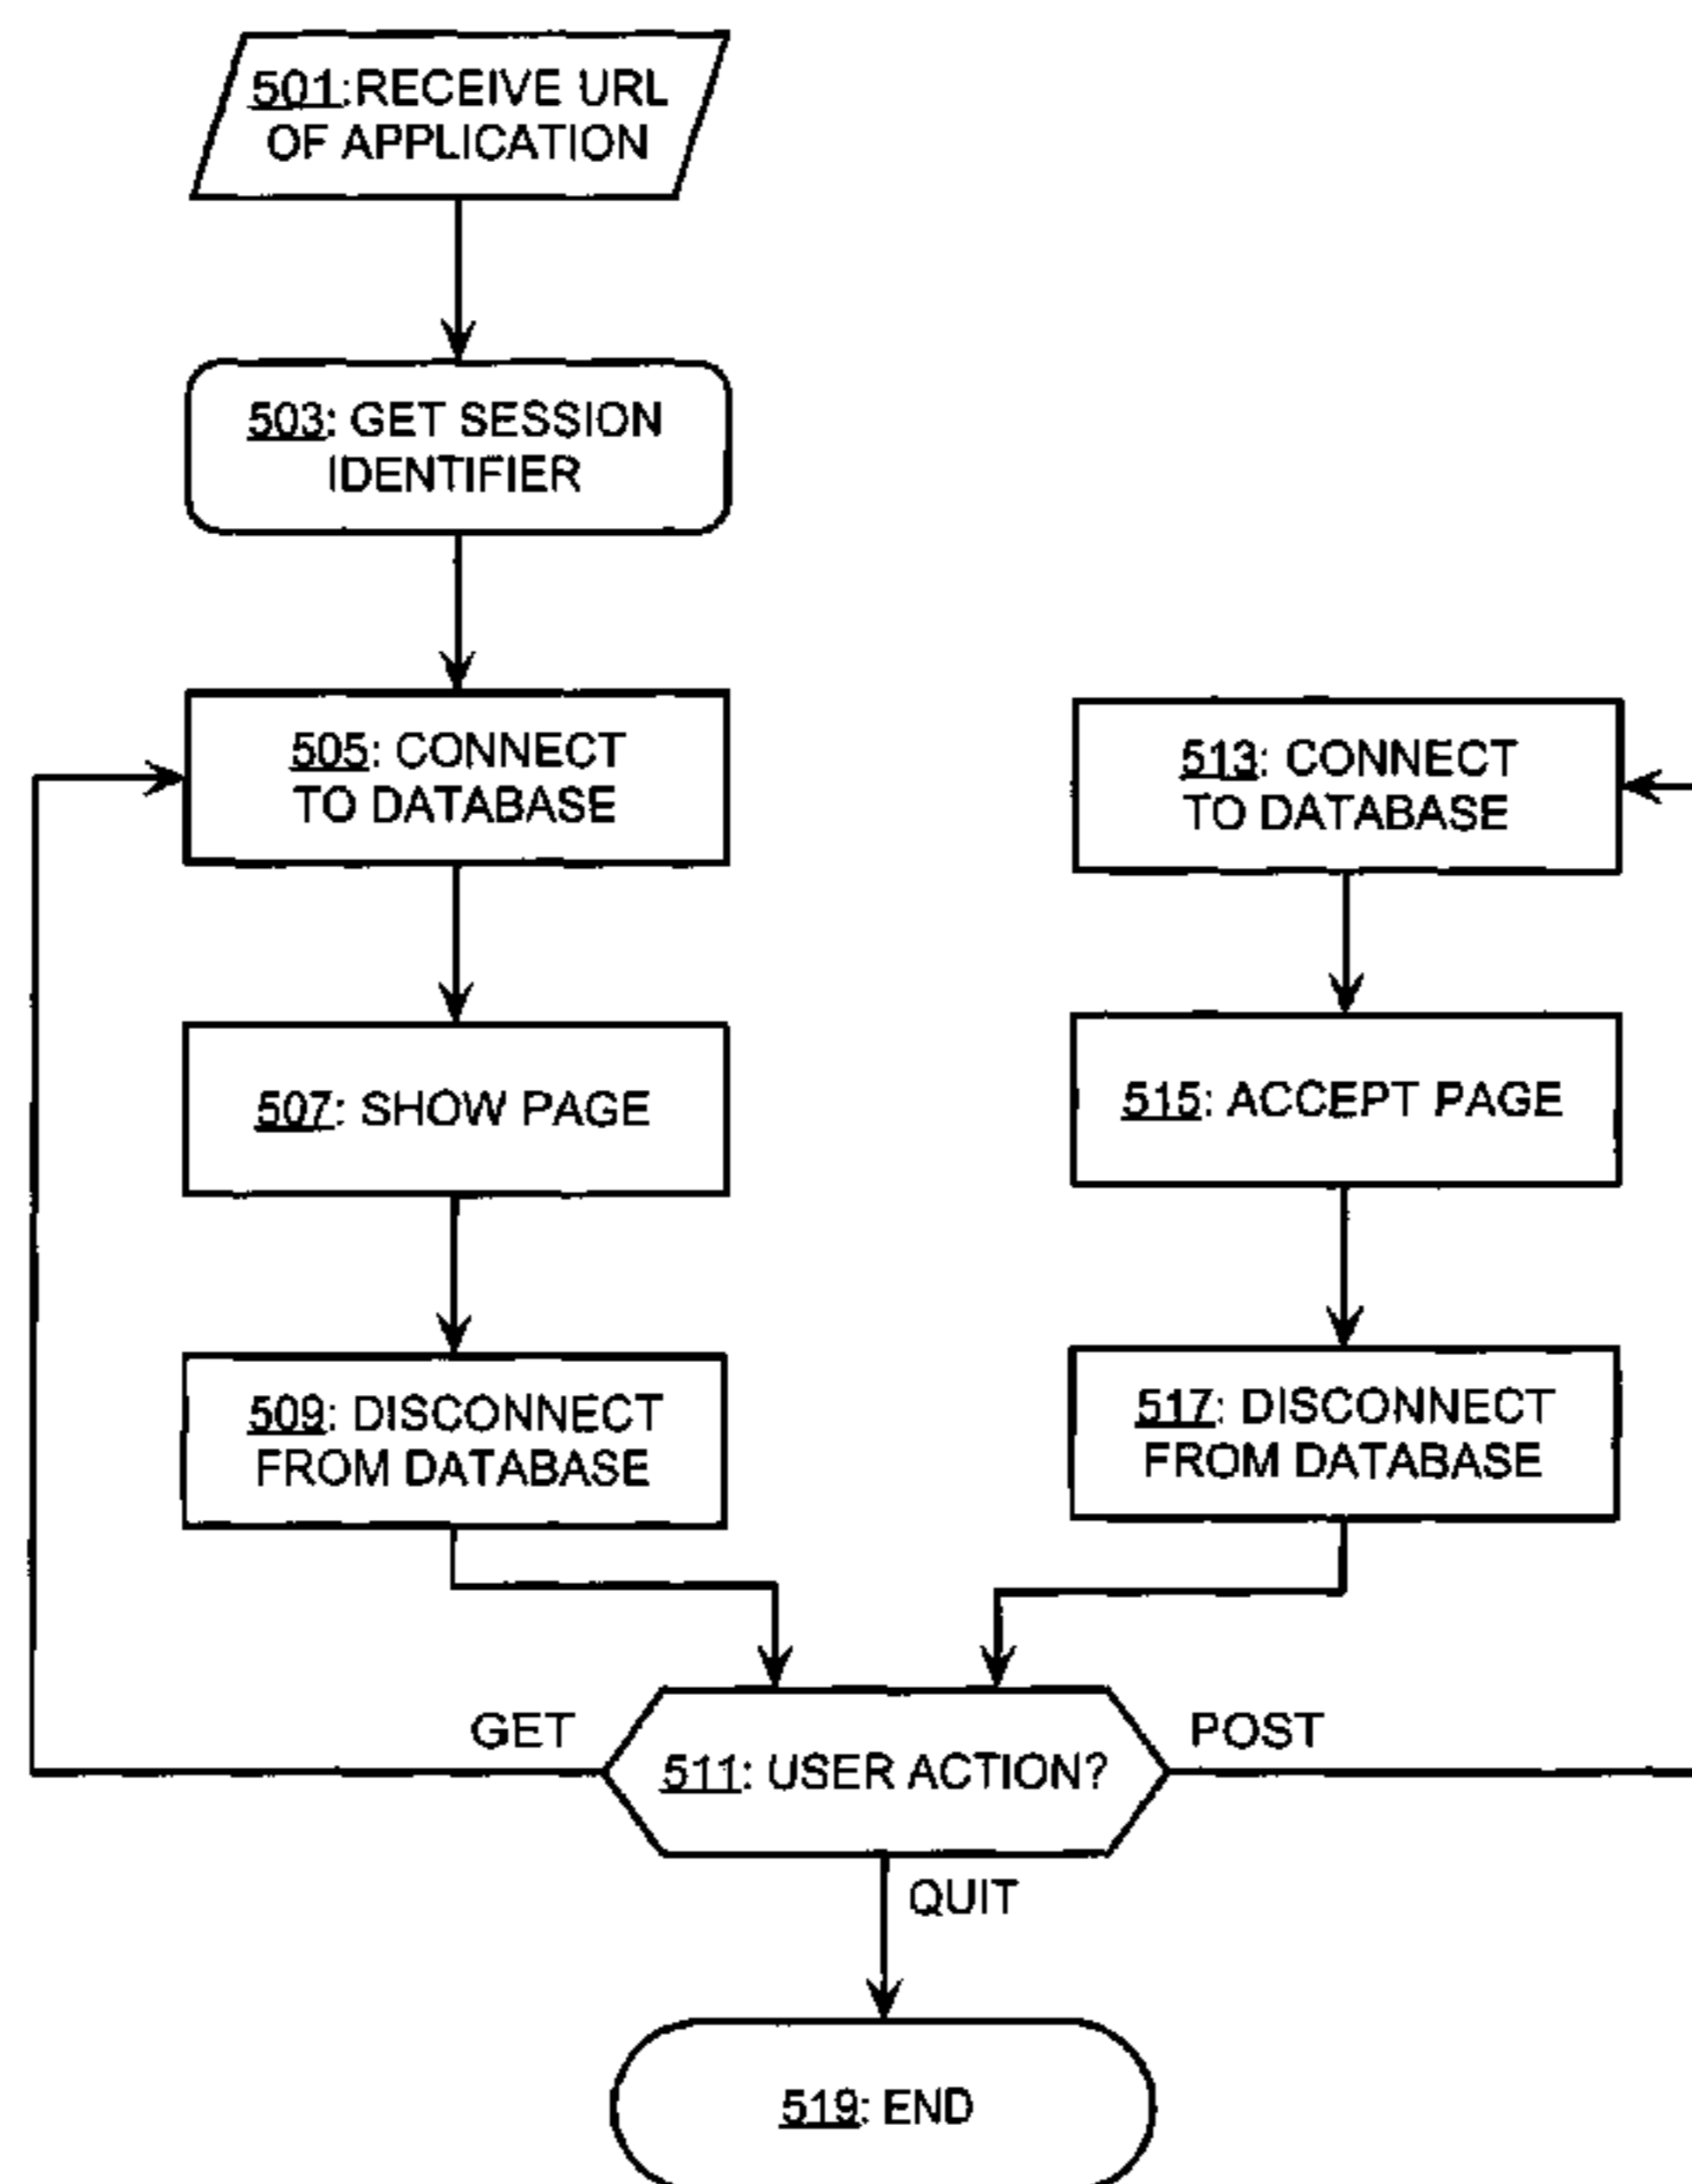 501:RECEIVE URL
OF APPLICATION
503: GET SESSION
IDENTIFIER
505: CONNECT
TO DATABASE
513: CONNECT
TO DATABASE
507: SHOW PAGE
515: ACCEPT PAGE
509: DISCONNECT
FROM DATABASE
517: DISCONNECT
FROM DATABASE
GET
511: USER ACTION?
POST
QUIT
519: END